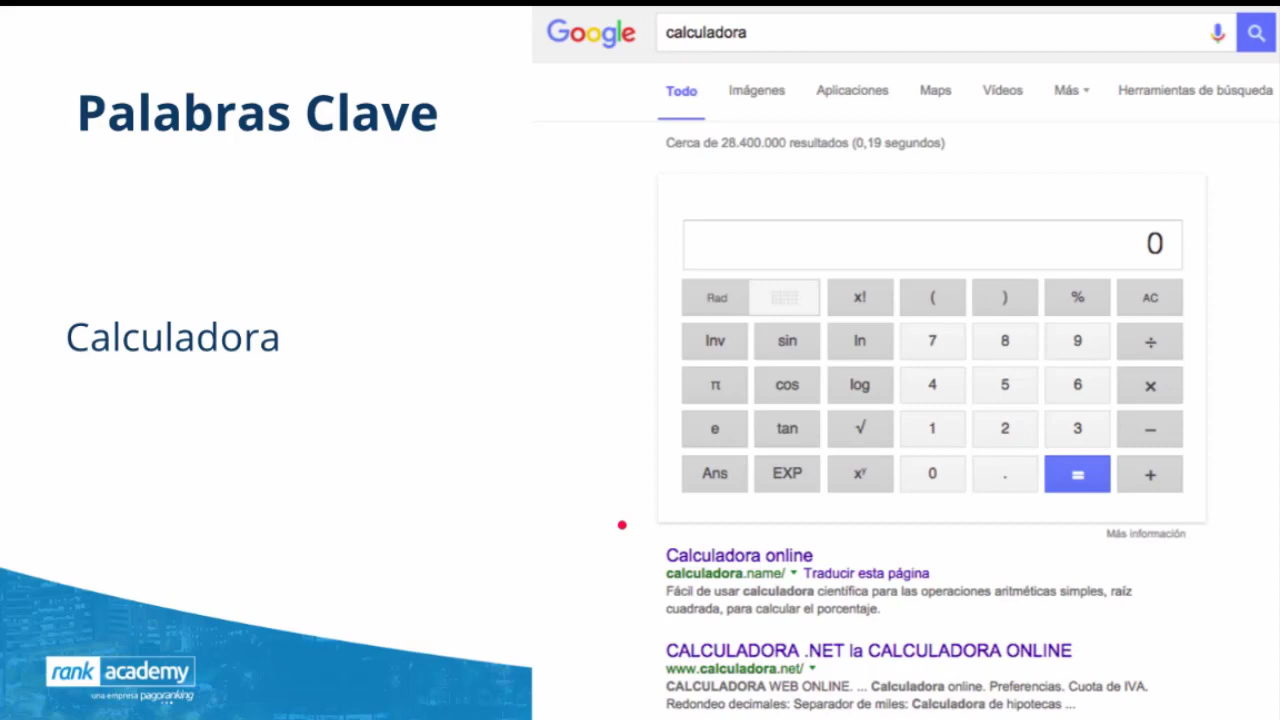 Palabras Clave
Calculadora
rank academy
una empresa pagoranking
Google
calculadora
Todo Imágenes Aplicaciones Maps Vídeos Más Herramientas de búsqueda
Cerca de 28.400.000 resultados (0,19 segundos)
0
Rad x! ( ) % AC
Inv sin ln 7 8 9 ÷
π cos log 4 5 6 ×
e tan √ 1 2 3 −
Ans EXP xʸ 0 . = +
Más información
Calculadora online
calculadora.name/ Traducir esta página
Fácil de usar calculadora científica para las operaciones aritméticas simples, raíz
cuadrada, para calcular el porcentaje.
CALCULADORA .NET la CALCULADORA ONLINE
www.calculadora.net/
CALCULADORA WEB ONLINE. ... Calculadora online. Preferencias. Cuota de IVA.
Redondeo decimales: Separador de miles: Calculadora de hipotecas ...